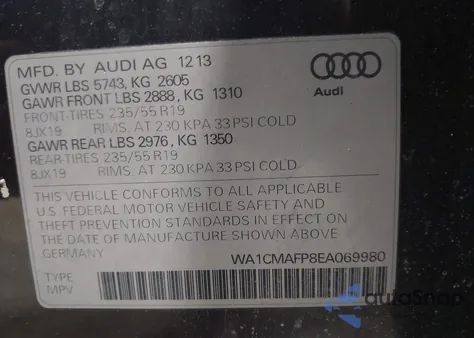 MFD. BY AUDI AG 12 13
GVWR LBS 5743, KG 2605
GAWR FRONT LBS 2888, KG 1310
FRONT-TIRES 235/55 R19
8JX19 RIMS, AT 230 KPA 33 PSI COLD
GAWR REAR LBS 2976, KG 1350
REAR-TIRES 235/55 R19
8JX19 RIMS, AT 230 KPA 33 PSI COLD
Audi
THIS VEHICLE CONFORMS TO ALL APPLICABLE
U.S. FEDERAL MOTOR VEHICLE SAFETY AND
THEFT PREVENTION STANDARDS IN EFFECT ON
THE DATE OF MANUFACTURE SHOWN ABOVE.
GERMANY WA1CMAFP8EA069980
TYPE
MPV
autoSnap